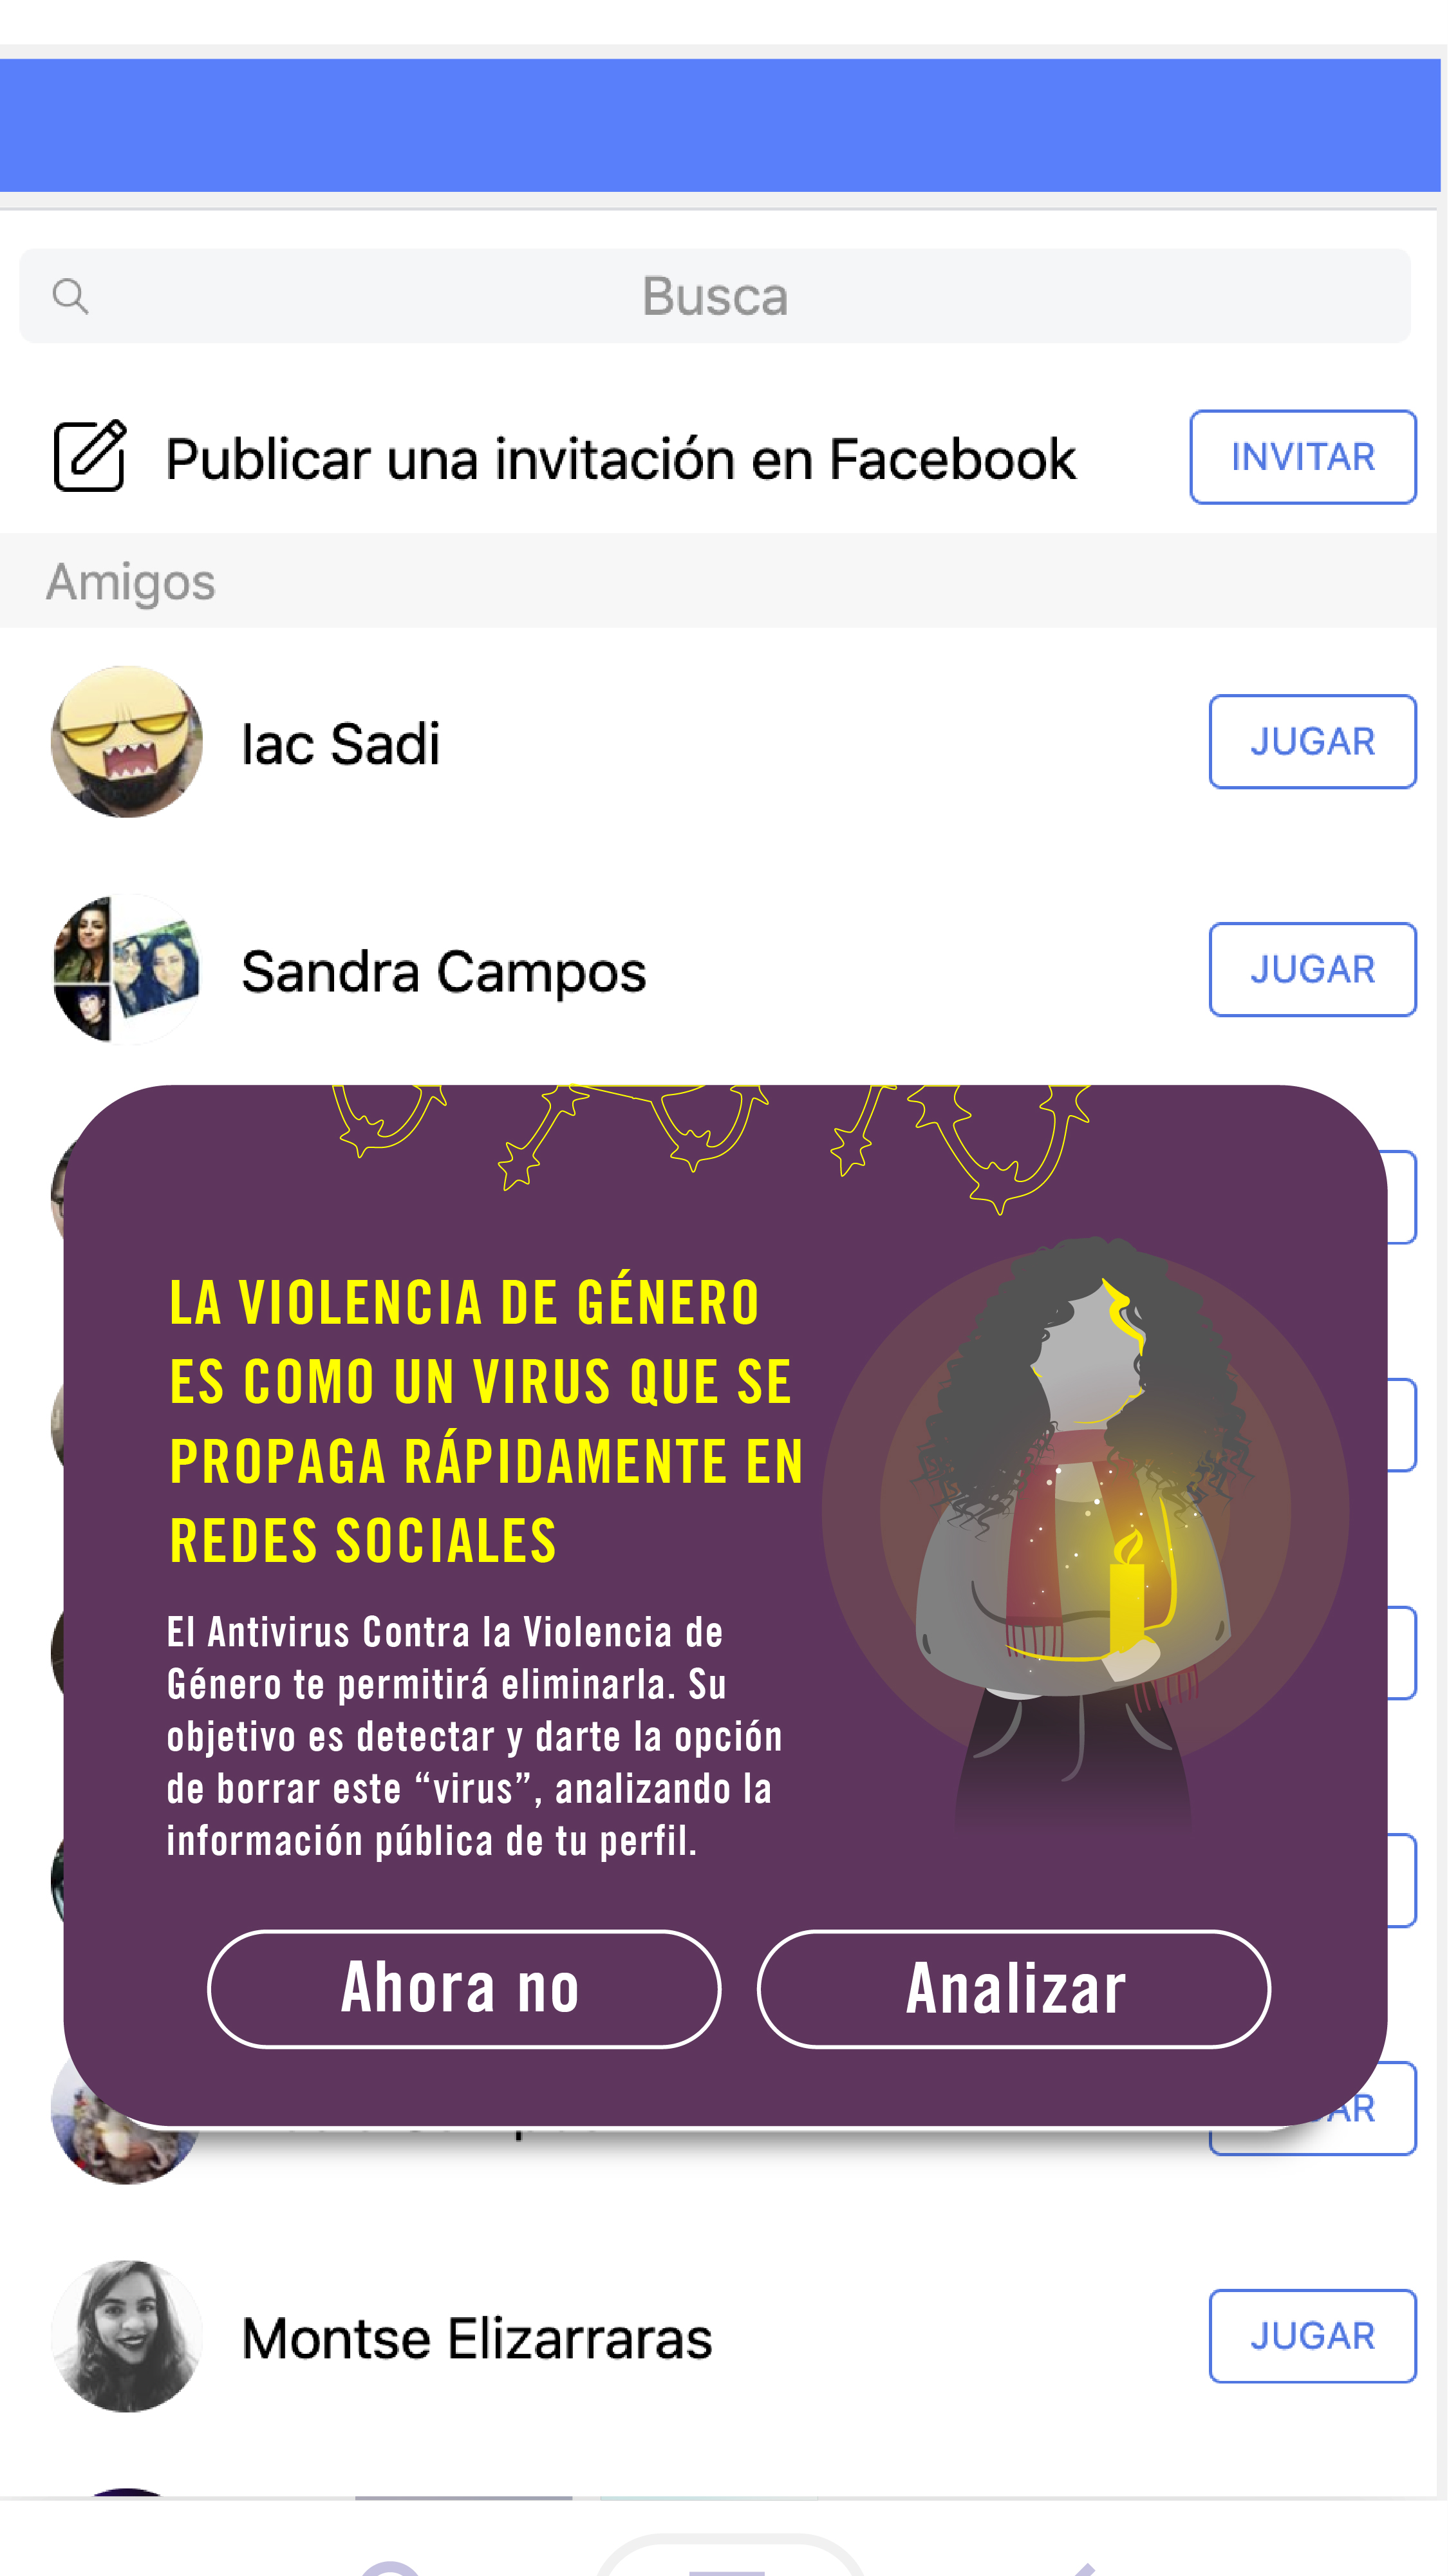 Busca
Publicar una invitación en Facebook
INVITAR
Amigos
Iac Sadi
JUGAR
Sandra Campos
JUGAR
LA VIOLENCIA DE GÉNERO
ES COMO UN VIRUS QUE SE
PROPAGA RÁPIDAMENTE EN
REDES SOCIALES
El Antivirus Contra la Violencia de
Género te permitirá eliminarla. Su
objetivo es detectar y darte la opción
de borrar este “virus”, analizando la
información pública de tu perfil.
Ahora no
Analizar
AR
Montse Elizarraras
JUGAR